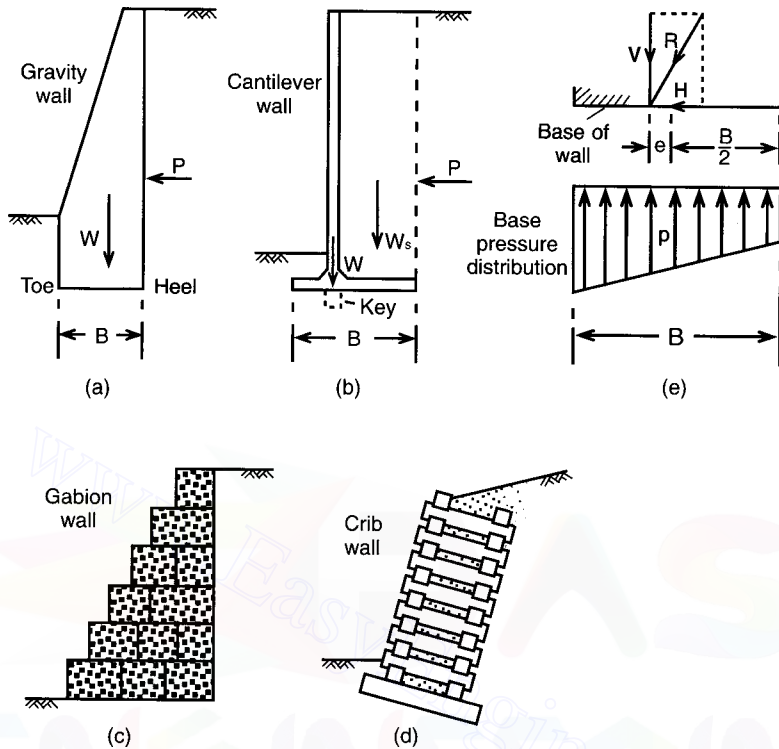 Gravity
wall
P
W
Toe
Heel
B
(a)
Cantilever
wall
P
Ws
W
Key
B
(b)
V
R
H
Base of
wall
e
B
2
Base
pressure
distribution
p
B
(e)
Gabion
wall
(c)
Crib
wall
(d)